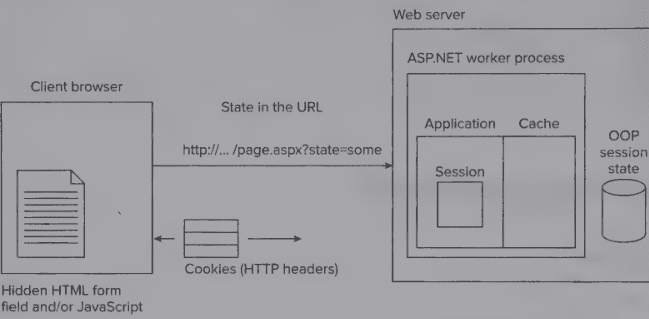 Web server
ASP.NET worker process
Client browser
State in the URL
Application
Cache
OOP
session
state
http://... /page.aspx?state=some
Session
Cookies (HTTP headers)
Hidden HTML form
field and/or JavaScript